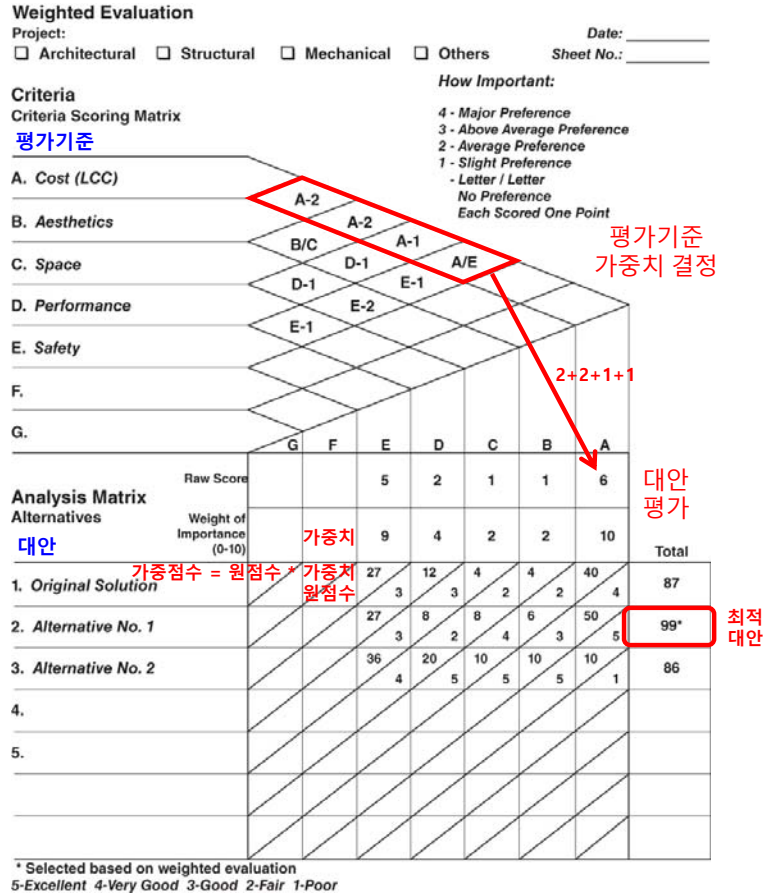 Weighted Evaluation
Project:
Date:
☐ Architectural ☐ Structural ☐ Mechanical ☐ Others
Sheet No.:
How Important:
4 - Major Preference
3 - Above Average Preference
2 - Average Preference
1 - Slight Preference
- Letter / Letter
No Preference
Each Scored One Point
Criteria
Criteria Scoring Matrix
평가기준
A. Cost (LCC)
B. Aesthetics
C. Space
D. Performance
E. Safety
F.
G.
A-2
A-2
B/C A-1
D-1 A/E
D-1 E-1
E-2
E-1
평가기준
가중치 결정
2+2+1+1
G F E D C B A
Raw Score 5 2 1 1 6
대안
평가
Analysis Matrix
Alternatives
대안
Weight of
Importance
(0-10)
가중치 9 4 2 2 10
Total
가중점수 = 원점수 * 가중치
원점수
1. Original Solution 27 12 4 4 40 87
3 3 2 2 4
2. Alternative No. 1 27 8 8 6 50 99*
3 2 4 3 5
최적
대안
3. Alternative No. 2 36 20 10 10 10 86
4 5 5 5 1
4.
5.
* Selected based on weighted evaluation
5-Excellent 4-Very Good 3-Good 2-Fair 1-Poor